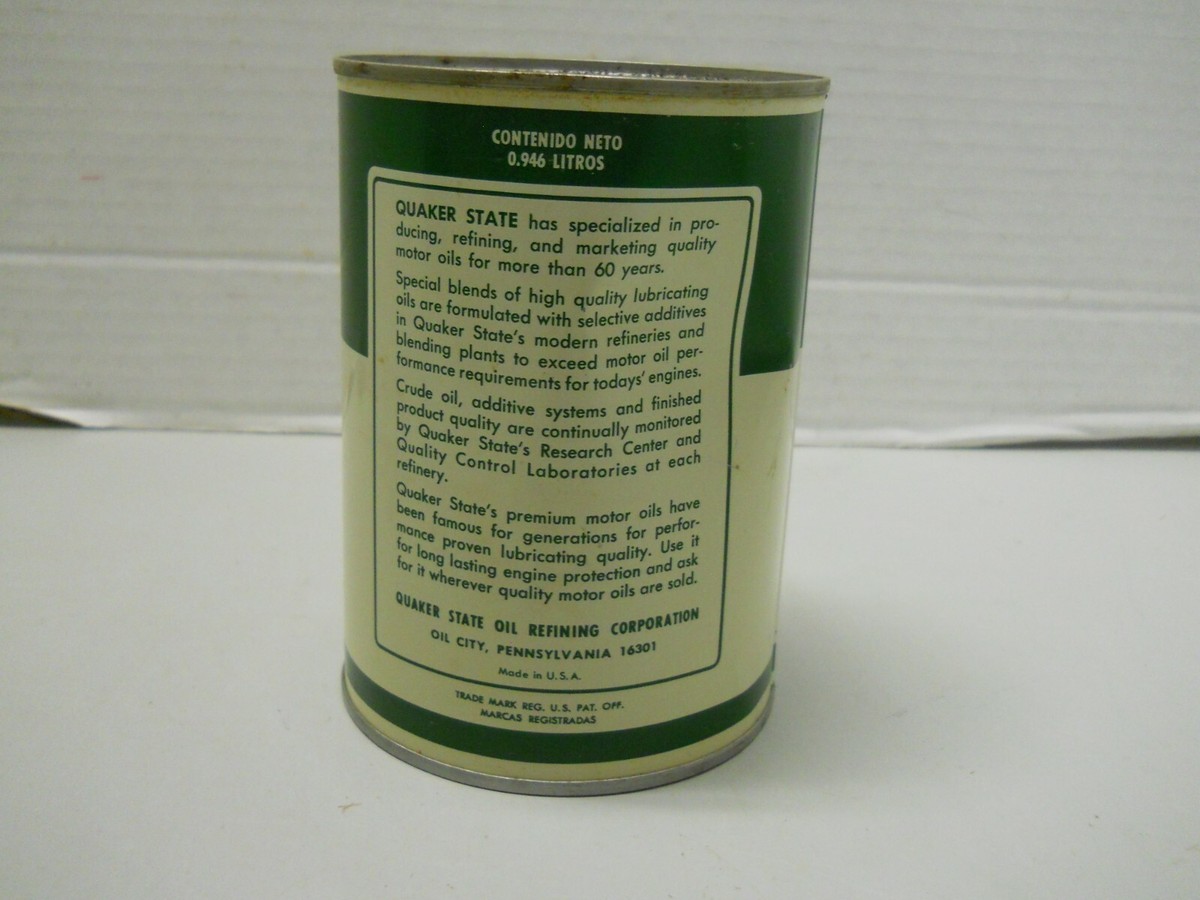 CONTENIDO NETO
0.946 LITROS
QUAKER STATE has specialized in pro-
ducing, refining, and marketing quality
motor oils for more than 60 years.
Special blends of high quality lubricating
oils are formulated with selective additives
in Quaker State's modern refineries and
blending plants to exceed motor oil per-
formance requirements for todays' engines.
Crude oil, additive systems and finished
product quality are continually monitored
by Quaker State's Research Center and
Quality Control Laboratories at each
refinery.
Quaker State's premium motor oils have
been famous for generations for perfor-
mance proven lubricating quality. Use it
for long lasting engine protection and ask
for it wherever quality motor oils are sold.
QUAKER STATE OIL REFINING CORPORATION
OIL CITY, PENNSYLVANIA 16301
Made in U.S.A.
TRADE MARK REG. U.S. PAT. OFF.
MARCAS REGISTRADAS